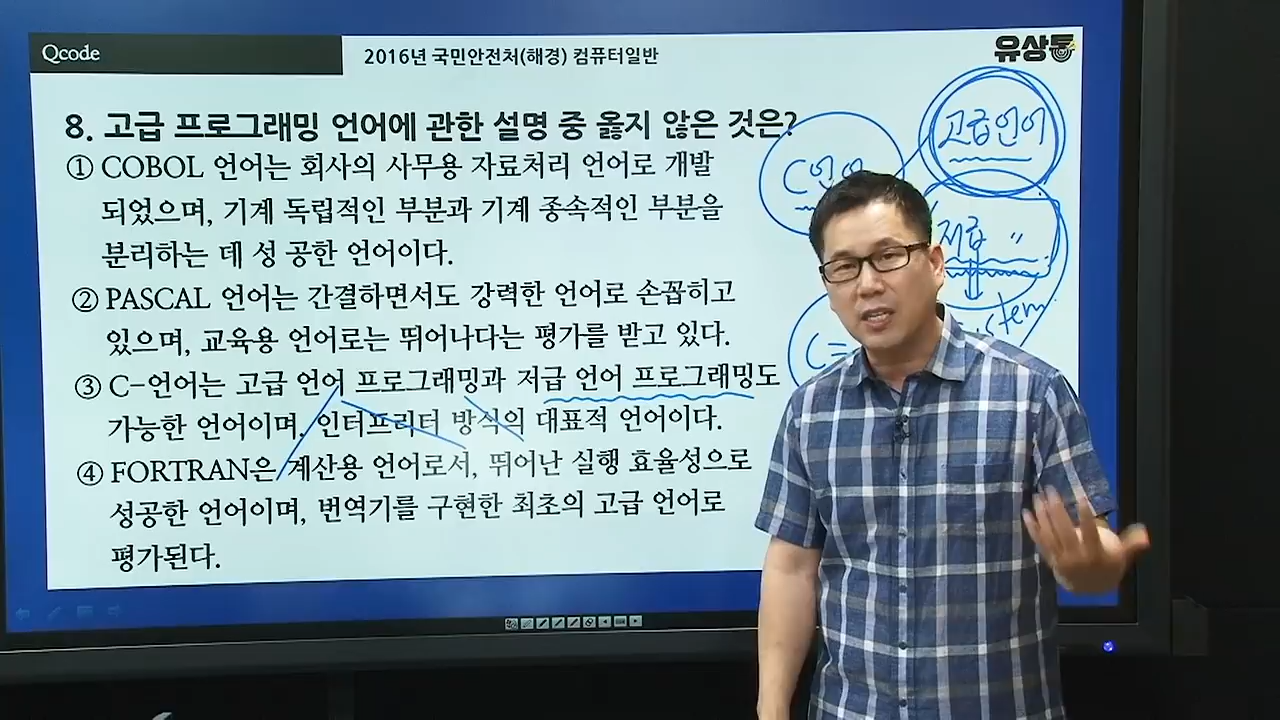 Qcode
2016년 국민안전처(해경) 컴퓨터일반
유상통
8. 고급 프로그래밍 언어에 관한 설명 중 옳지 않은 것은?
① COBOL 언어는 회사의 사무용 자료처리 언어로 개발
되었으며, 기계 독립적인 부분과 기계 종속적인 부분을
분리하는 데 성 공한 언어이다.
② PASCAL 언어는 간결하면서도 강력한 언어로 손꼽히고
있으며, 교육용 언어로는 뛰어나다는 평가를 받고 있다.
③ C-언어는 고급 언어 프로그래밍과 저급 언어 프로그래밍도
가능한 언어이며, 인터프리터 방식의 대표적 언어이다.
④ FORTRAN은 계산용 언어로서, 뛰어난 실행 효율성으로
성공한 언어이며, 번역기를 구현한 최초의 고급 언어로
평가된다.
고급언어
C언어
저급 〃